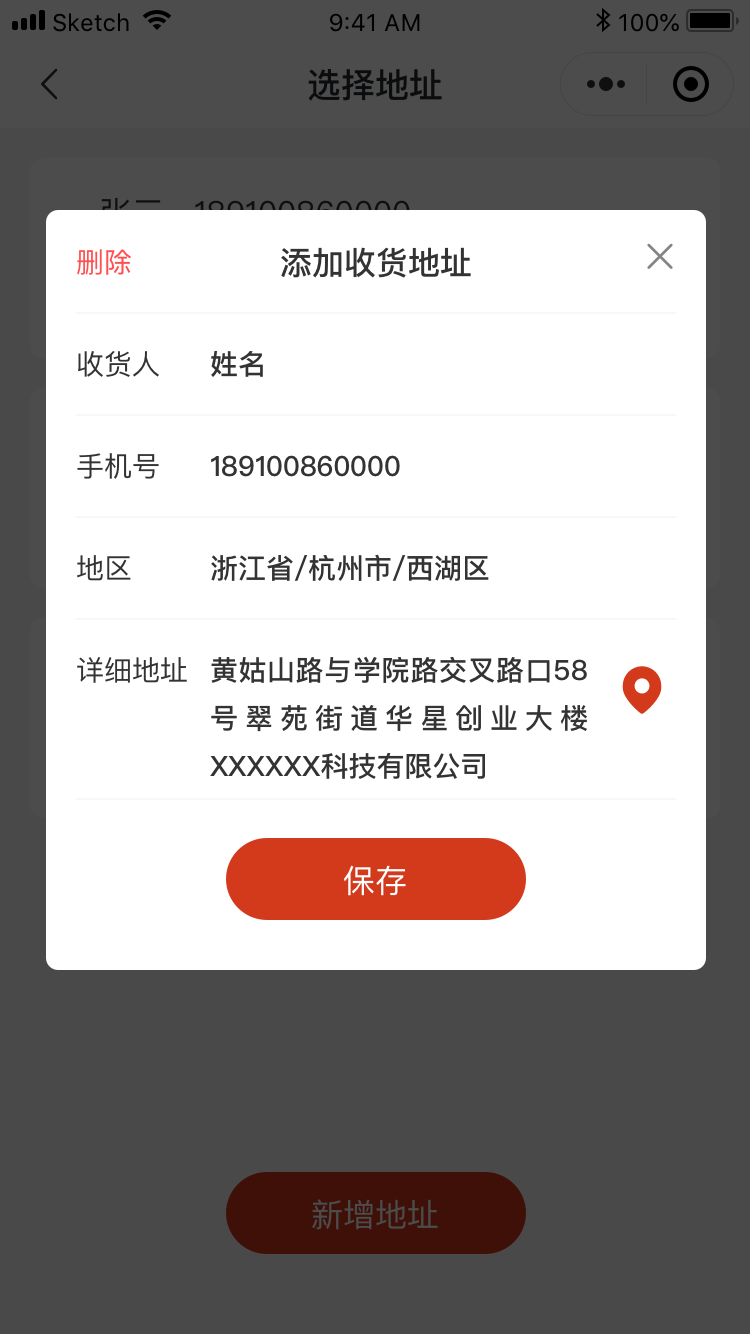 Sketch 9:41 AM 100%
选择地址
张三 189100860000
删除 添加收货地址
收货人 姓名
手机号 189100860000
地区 浙江省/杭州市/西湖区
详细地址 黄姑山路与学院路交叉路口58
号翠苑街道华星创业大楼
XXXXXX科技有限公司
保存
新增地址